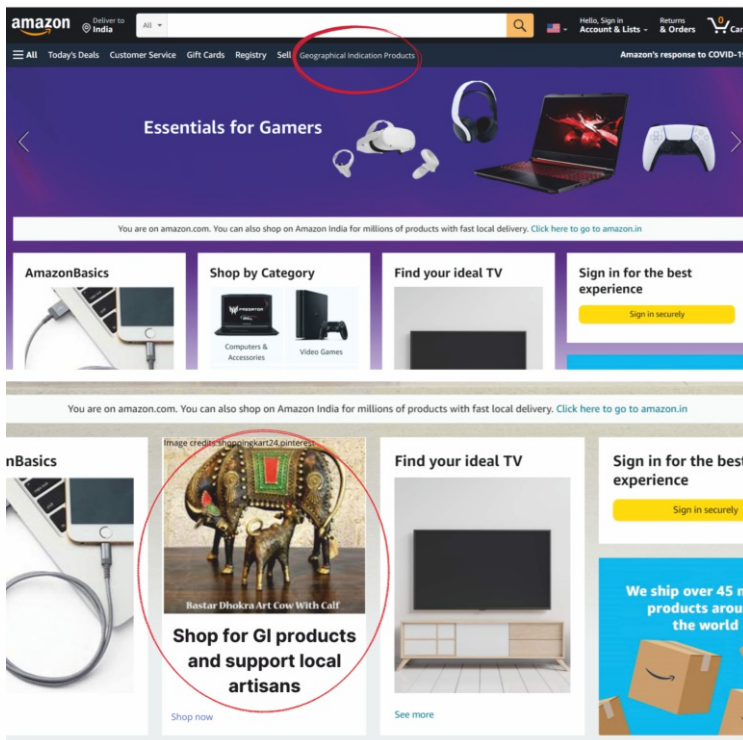 amazon
Deliver to
India
All
Hello, Sign in
Account & Lists
Returns
& Orders
0
Car
All Today's Deals Customer Service Gift Cards Registry Sell Geographical Indication Products
Amazon's response to COVID-19
Essentials for Gamers
You are on amazon.com. You can also shop on Amazon India for millions of products with fast local delivery. Click here to go to amazon.in
AmazonBasics
Shop by Category
PREDATOR
Computers &
Accessories
Video Games
Find your ideal TV
Sign in for the best
experience
Sign in securely
You are on amazon.com. You can also shop on Amazon India for millions of products with fast local delivery. Click here to go to amazon.in
nBasics
Image credits:shoppingkart24,pinterest
Bastar Dhokra Art Cow With Calf
Shop for GI products
and support local
artisans
Shop now
Find your ideal TV
See more
Sign in for the best
experience
Sign in securely
We ship over 45 m
products arou
the world